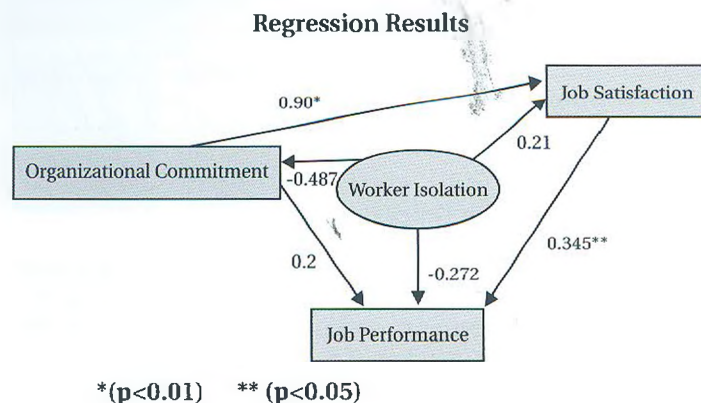 Regression Results
0.90*
Job Satisfaction
0.21
Organizational Commitment
-0.487
Worker Isolation
0.345**
0.2
-0.272
Job Performance
*(p<0.01) ** (p<0.05)